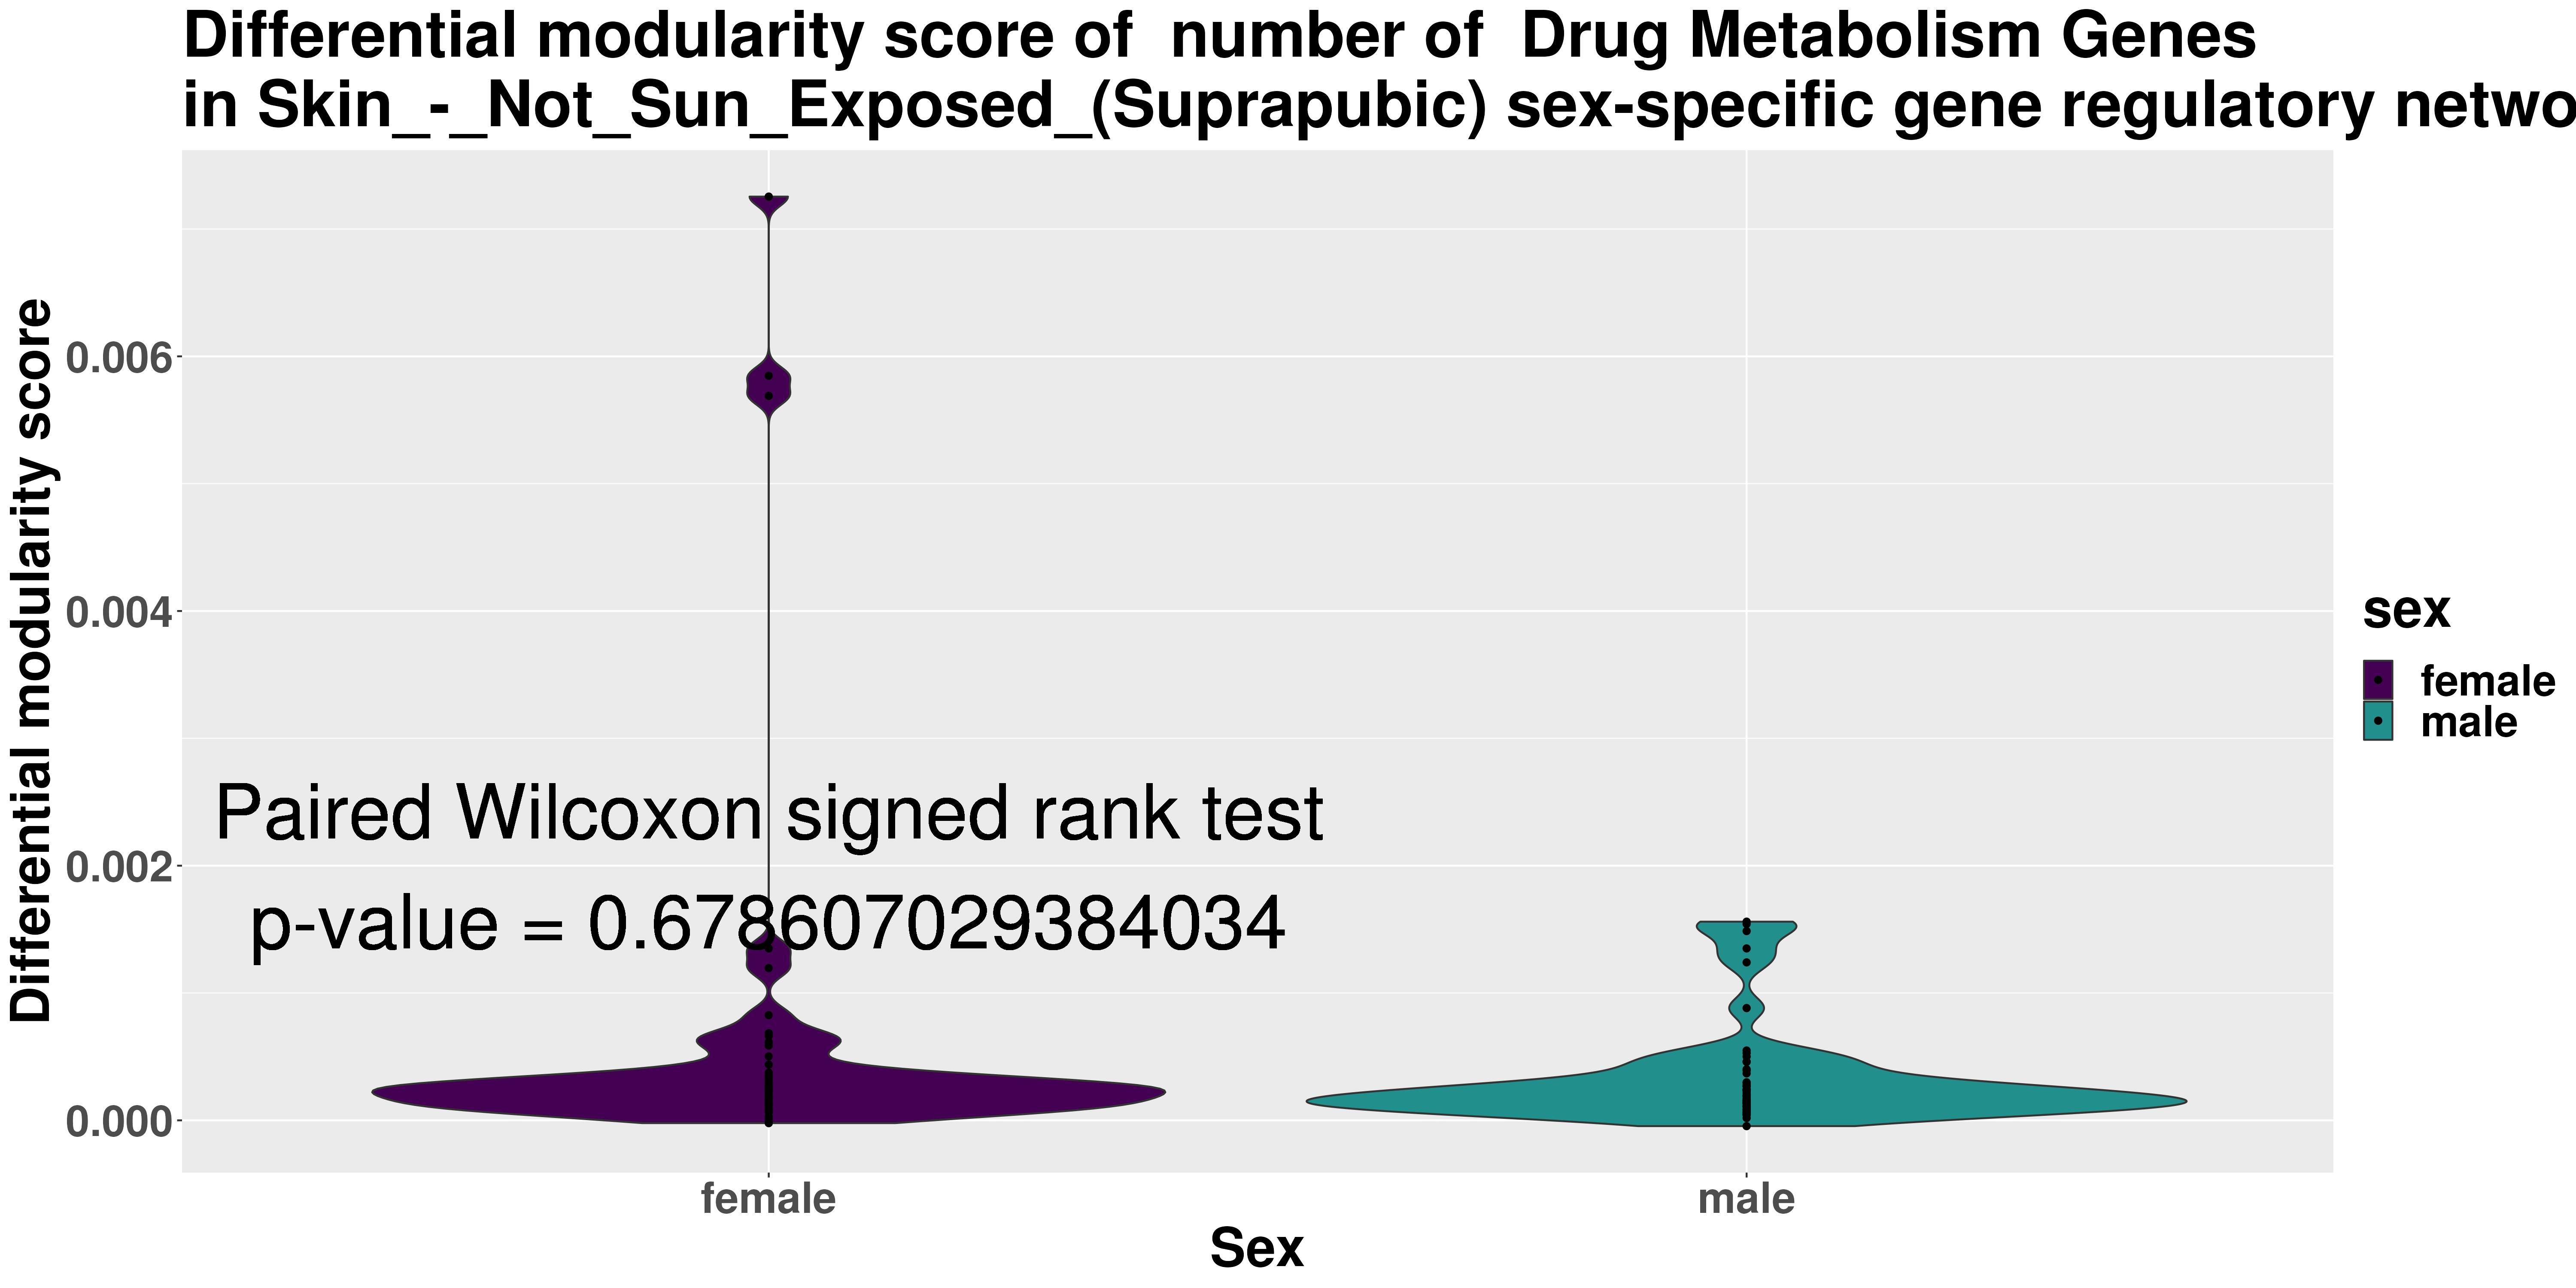 Differential modularity score of  number of  Drug Metabolism Genes
in Skin_-_Not_Sun_Exposed_(Suprapubic) sex-specific gene regulatory netwo
Differential modularity score
0.006
0.004
0.002
0.000
Paired Wilcoxon signed rank test
p-value = 0.678607029384034
female
male
Sex
sex
female
male